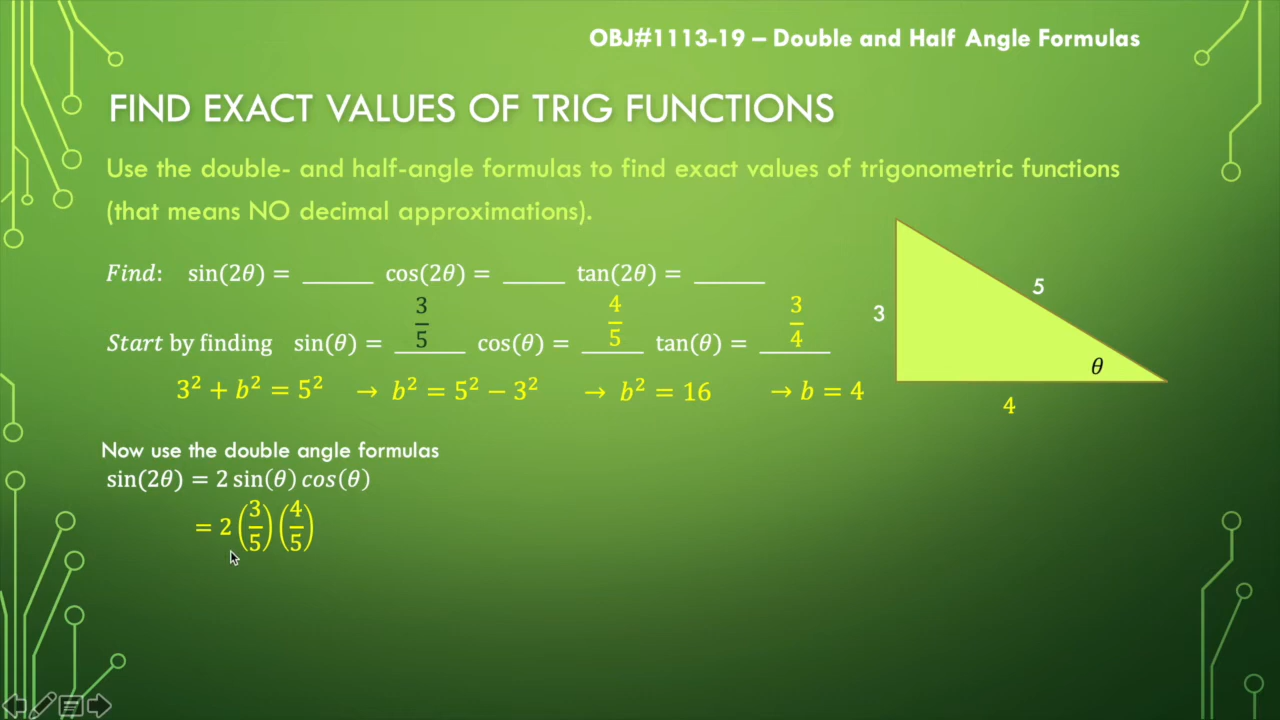 OBJ#1113-19 – Double and Half Angle Formulas
FIND EXACT VALUES OF TRIG FUNCTIONS
Use the double- and half-angle formulas to find exact values of trigonometric functions
(that means NO decimal approximations).
Find: sin(2θ) = ______ cos(2θ) = _____ tan(2θ) = ______
Start by finding sin(θ) = 3/5 cos(θ) = 4/5 tan(θ) = 3/4
3² + b² = 5² → b² = 5² − 3² → b² = 16 → b = 4
5
3
θ
4
Now use the double angle formulas
sin(2θ) = 2 sin(θ) cos(θ)
= 2 (3/5) (4/5)